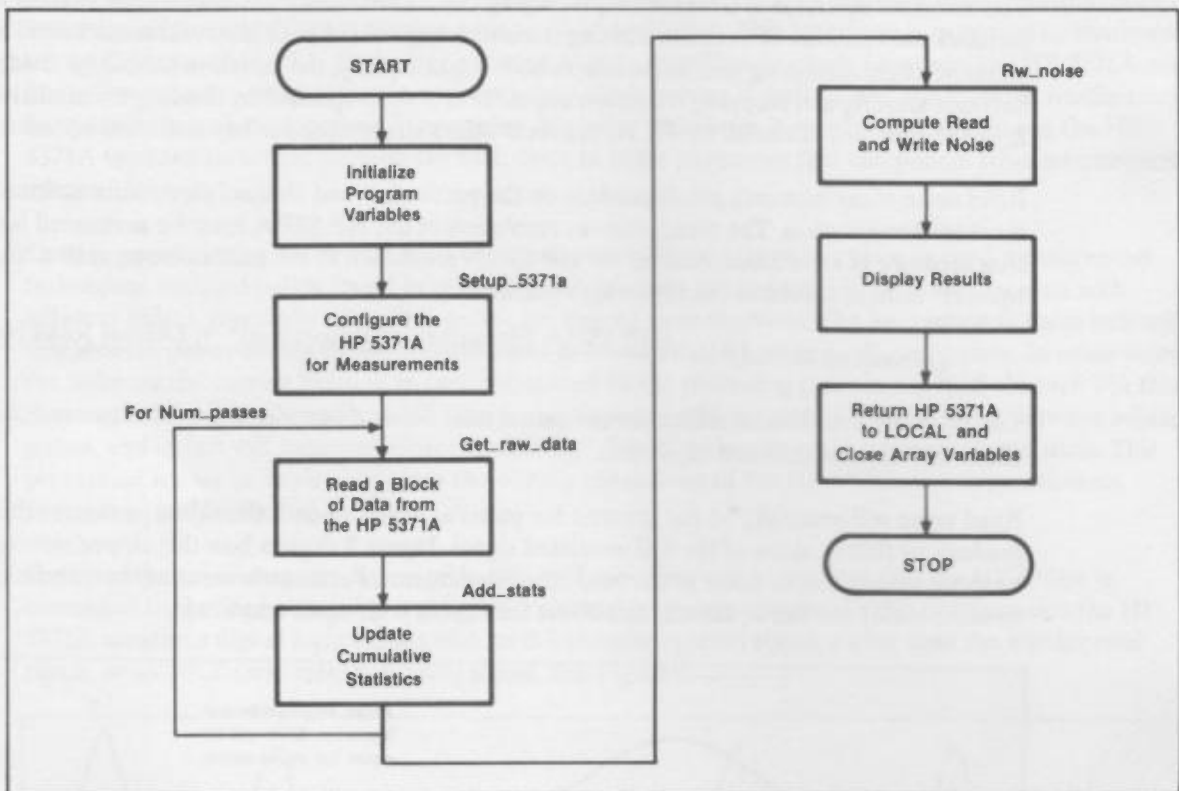 START
Initialize
Program
Variables
Setup_5371a
Configure the
HP 5371A
for Measurements
For Num_passes
Get_raw_data
Read a Block
of Data from
the HP 5371A
Add_stats
Update
Cumulative
Statistics
Rw_noise
Compute Read
and Write Noise
Display Results
Return HP 5371A
to LOCAL and
Close Array Variables
STOP